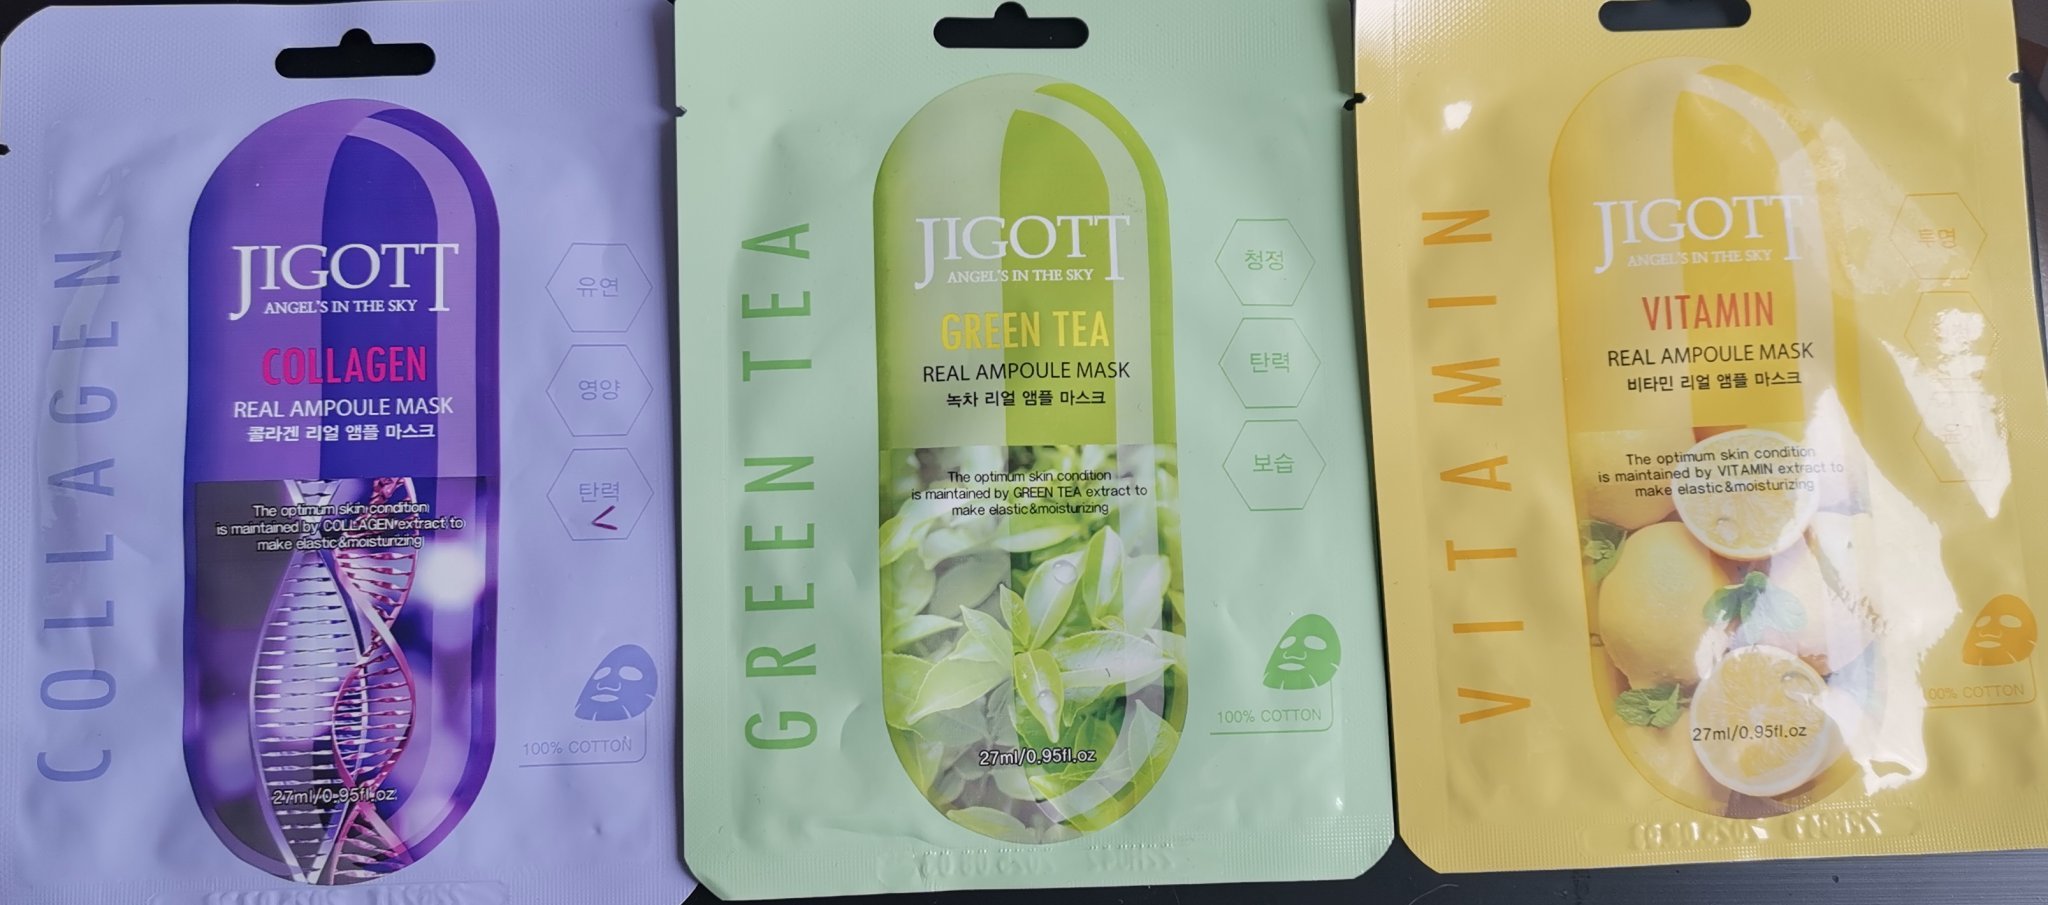 COLLAGEN
JIGOTT
ANGEL'S IN THE SKY
COLLAGEN
REAL AMPOULE MASK
콜라겐 리얼 앰플 마스크
The optimum skin condition
is maintained by COLLAGEN extract to
make elastic&moisturizing
27ml/0.95fl.oz
유연
영양
탄력
100% COTTON
GREEN TEA
JIGOTT
ANGEL'S IN THE SKY
GREEN TEA
REAL AMPOULE MASK
녹차 리얼 앰플 마스크
The optimum skin condition
is maintained by GREEN TEA extract to
make elastic&moisturizing
27ml/0.95fl.oz
청정
탄력
보습
100% COTTON
VITAMIN
JIGOTT
ANGEL'S IN THE SKY
VITAMIN
REAL AMPOULE MASK
비타민 리얼 앰플 마스크
The optimum skin condition
is maintained by VITAMIN extract to
make elastic&moisturizing
27ml/0.95fl.oz
투명
COTTON